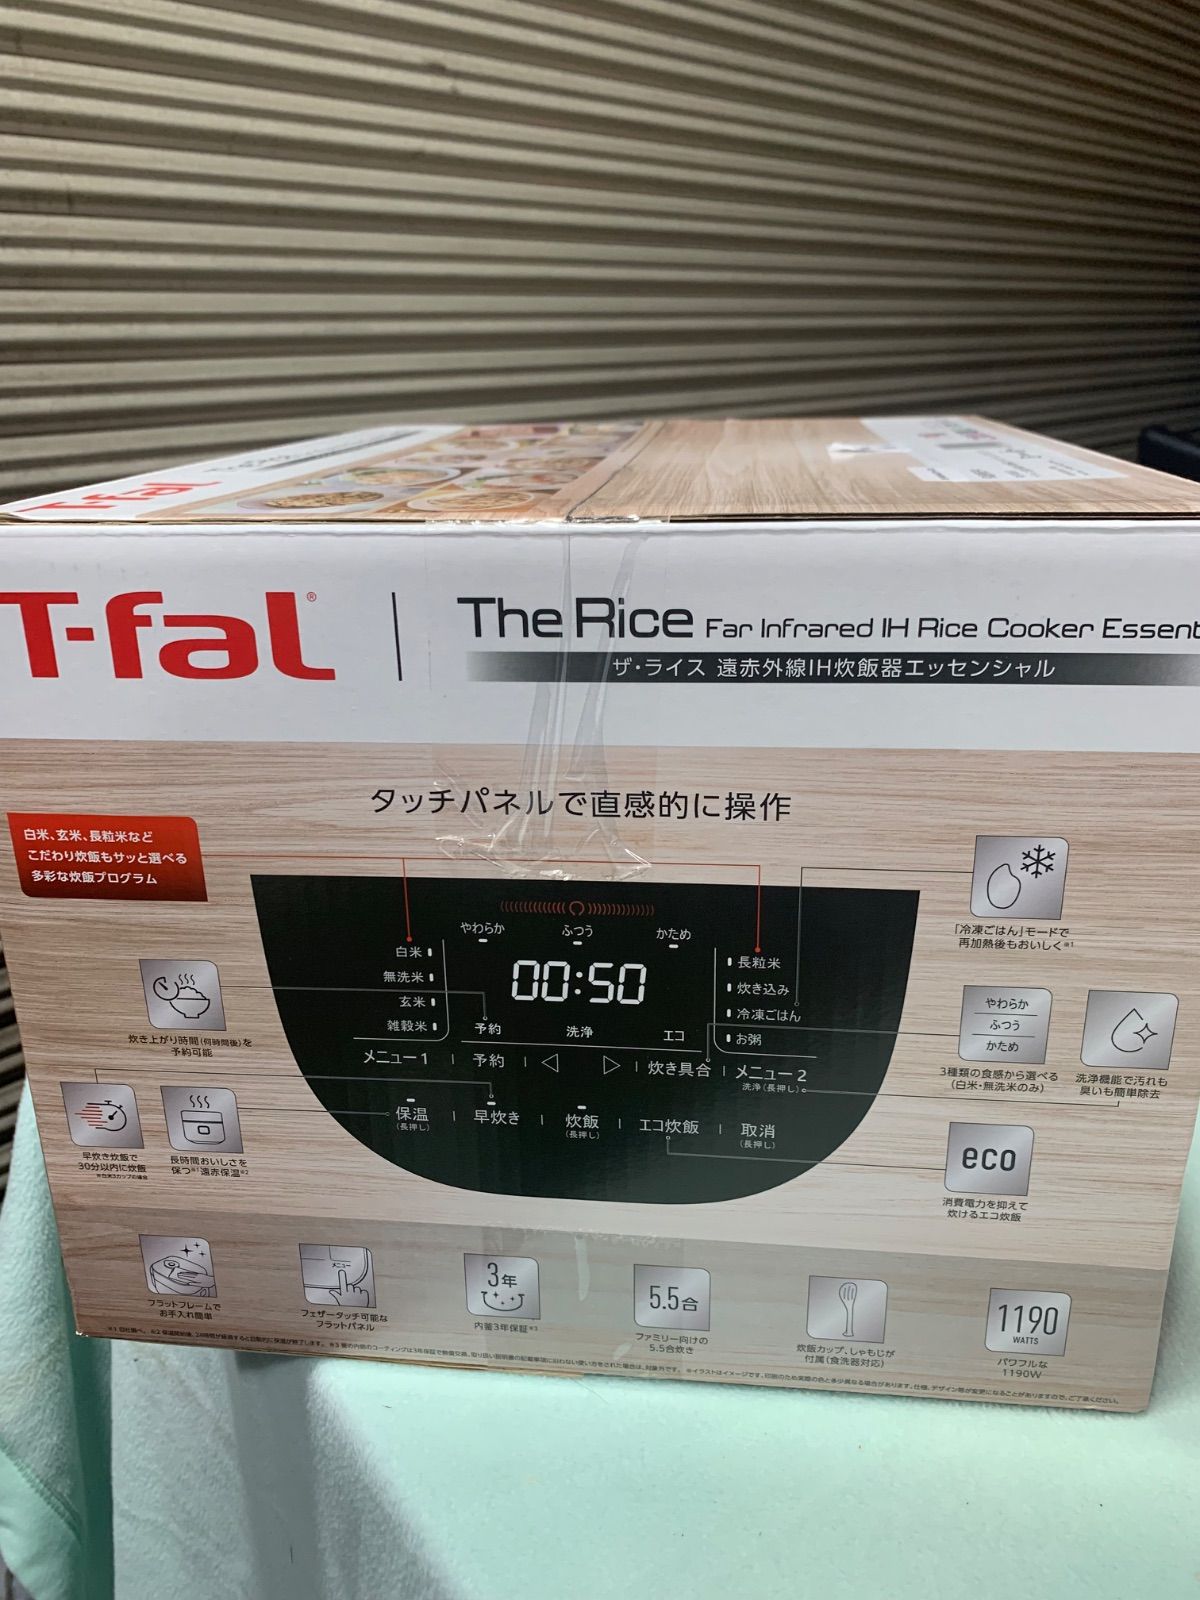 T-fal
T-fal®
The Rice Far Infrared IH Rice Cooker Essent
ザ・ライス 遠赤外線IH炊飯器エッセンシャル
タッチパネルで直感的に操作
白米、玄米、長粒米など
こだわり炊飯もサッと選べる
多彩な炊飯プログラム
やわらか ふつう かため
白米
無洗米
玄米
雑穀米
00:50
長粒米
炊き込み
冷凍ごはん
お粥
予約 洗浄 エコ
メニュー1 予約 炊き具合 メニュー2
洗浄(長押し)
保温 早炊き 炊飯 エコ炊飯 取消
(長押し) (長押し) (長押し)
「冷凍ごはん」モードで
再加熱後もおいしく※1
炊き上がり時間(何時間後)を
予約可能
やわらか
ふつう
かため
3種類の食感から選べる
(白米・無洗米のみ)
洗浄機能で汚れも
臭いも簡単除去
早炊き炊飯で
30分以内に炊飯
※白米3カップの場合
長時間おいしさを
保つ※1遠赤保温※2
eco
消費電力を抑えて
炊けるエコ炊飯
フラットフレームで
お手入れ簡単
メニュー
フェザータッチ可能な
フラットパネル
3年
内釜3年保証※3
5.5合
ファミリー向けの
5.5合炊き
炊飯カップ、しゃもじが
付属(食洗器対応)
1190
WATTS
パワフルな
1190W